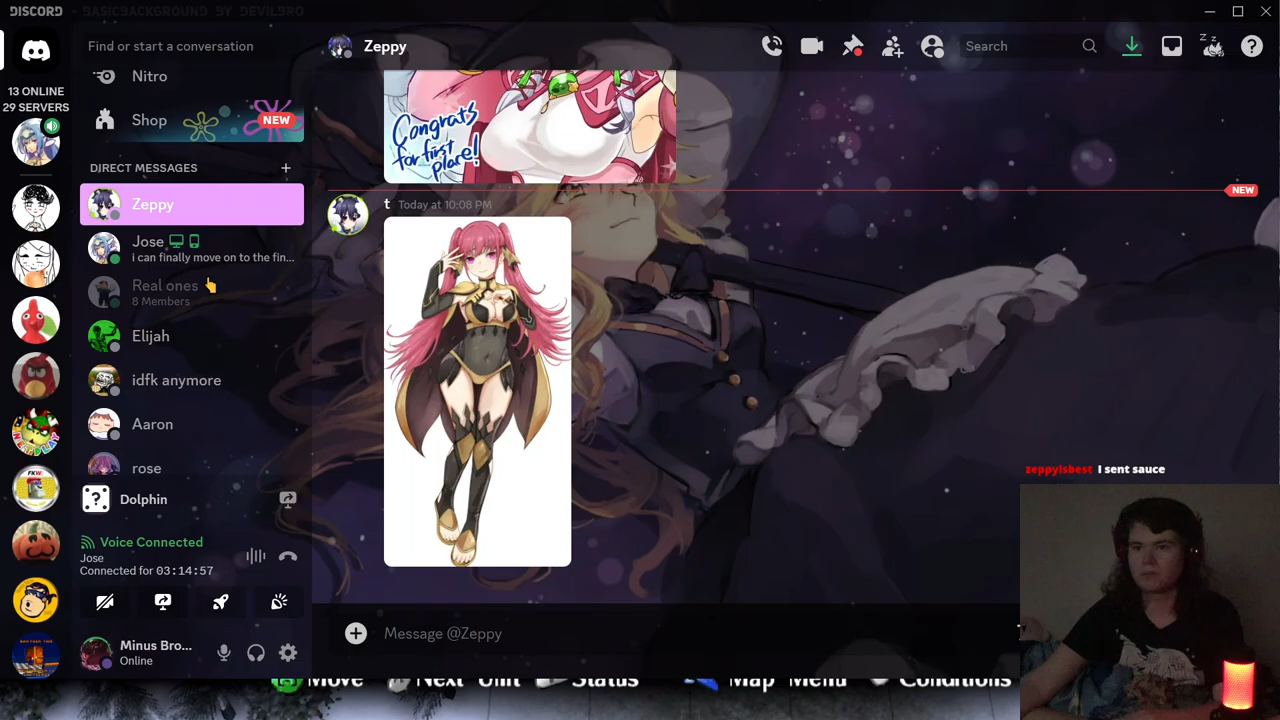 DISCORD - BASICBACKGROUND BY DEVILBRO
Find or start a conversation
Zeppy
Search
13 ONLINE
29 SERVERS
Nitro
Shop
NEW
DIRECT MESSAGES
Zeppy
Jose
i can finally move on to the fin...
Real ones
8 Members
Elijah
idfk anymore
Aaron
rose
Dolphin
Voice Connected
Jose
Connected for 03:14:57
Minus Bro...
Online
Congrats
for first
place!
NEW
t Today at 10:08 PM
zeppyisbest I sent sauce
Message @Zeppy
Move
Next Unit
Status
Map Menu
Conditions